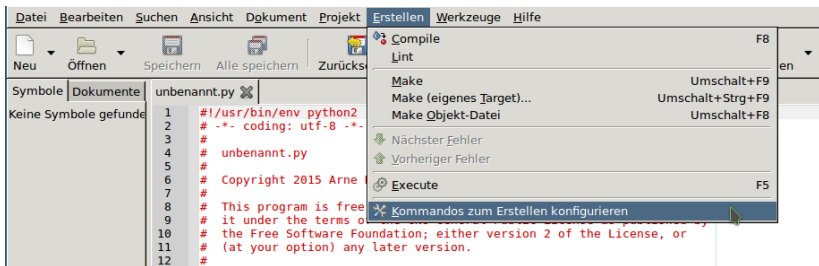 Datei Bearbeiten Suchen Ansicht Dokument Projekt Erstellen Werkzeuge Hilfe
Neu Öffnen Speichern Alle speichern
Compile F8
Lint
Make Umschalt+F9
Make (eigenes Target)... Umschalt+Strg+F9
Make Objekt-Datei Umschalt+F8
Nächster Fehler
Vorheriger Fehler
Execute F5
Kommandos zum Erstellen konfigurieren
Symbole Dokumente unbenannt.py
Keine Symbole
1 #!/usr/bin/env python2
2 # -*- coding: utf-8 -*-
3 #
4 # unbenannt.py
5 #
6 # Copyright 2015 Arne
7 #
8 # This program is free
9 # it under the terms
10 # the Free Software Foundation; either version 2 of the License, or
11 # (at your option) any later version.
12 #